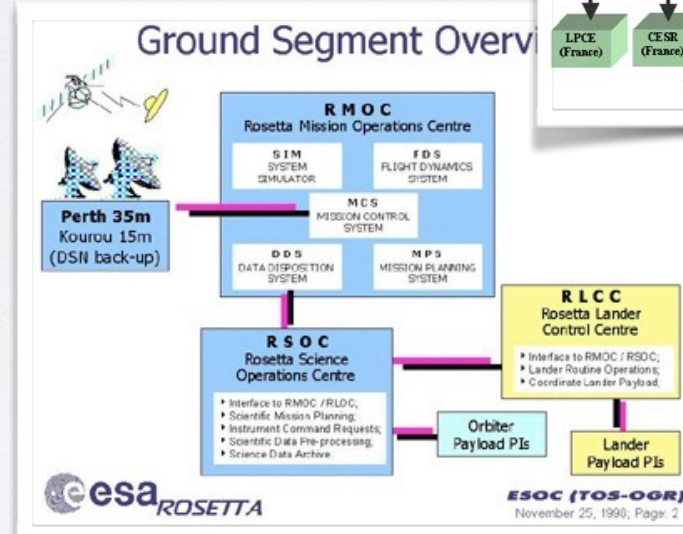 Ground Segment Overvi
LPCE
(France)
CESR
(France)
RMOC
Rosetta Mission Operations Centre
SIM
SYSTEM
SIMULATOR
FDS
FLIGHT DYNAMICS
SYSTEM
MCS
MISSION CONTROL
SYSTEM
DDS
DATA DISPOSITION
SYSTEM
MPS
MISSION PLANNING
SYSTEM
Perth 35m
Kourou 15m
(DSN back-up)
RSOC
Rosetta Science
Operations Centre
Interface to RMOC / RLOC;
Scientific Mission Planning;
Instrument Command Requests;
Scientific Data Pre-processing;
Science Data Archive.
RLCC
Rosetta Lander
Control Centre
Interface to RMOC / RSOC;
Lander Routine Operations;
Coordinate Lander Payload;
Orbiter
Payload PIs
Lander
Payload PIs
esa ROSETTA
ESOC (TOS-OGR)
November 25, 1998; Page: 2